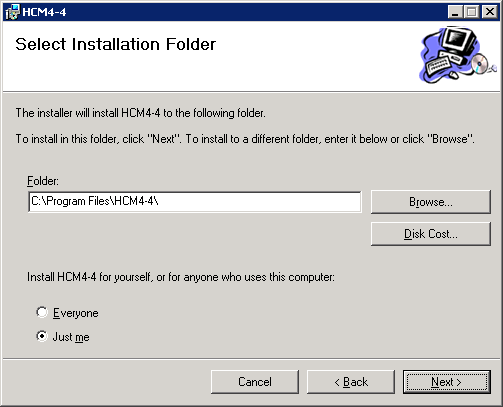 HCM4-4
Select Installation Folder
The installer will install HCM4-4 to the following folder.
To install in this folder, click "Next". To install to a different folder, enter it below or click "Browse".
Folder:
C:\Program Files\HCM4-4\
Browse...
Disk Cost...
Install HCM4-4 for yourself, or for anyone who uses this computer:
Everyone
Just me
Cancel
< Back
Next >